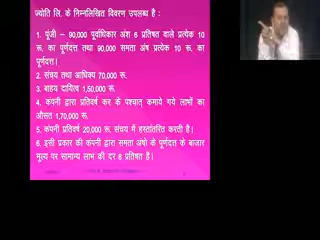 ज्योति लि. के निम्नलिखित विवरण उपलब्ध है :
1. पूंजी – 90,000 पूर्वाधिकार अंश 6 प्रतिषत वाले प्रत्येक 10
रू. का पूर्णदत्त तथा 90,000 समता अंष प्रत्येक 10 रू. का
पूर्णदत्त।
2. संचय तथा आधिक्य 70,000 रू.
3. बाहय दायित्व 1,50,000 रू.
4. कंपनी द्वारा प्रतिवर्ष कर के पश्चात् कमाये गये लाभों का
औसत 1,70,000 रू.
5. कंपनी प्रतिवर्ष 20,000 रू. संचय में हस्तांतरित करती है।
6. इसी प्रकार की कंपनी द्वारा समता अंषो के पूर्णदत्त के बाजार
मूल्य पर सामान्य लाभ की दर 8 प्रतिषत है।